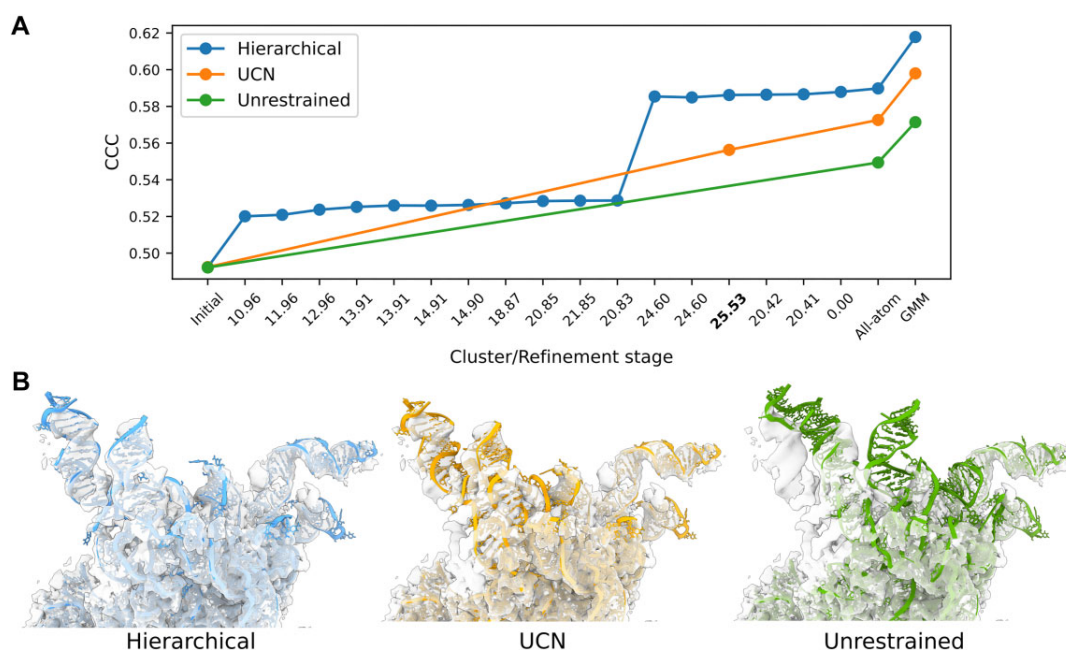 A
Hierarchical
UCN
Unrestrained
CCC
0.62
0.60
0.58
0.56
0.54
0.52
0.50
Initial
10.96
11.96
12.96
13.91
13.91
14.91
14.90
18.87
20.85
21.85
20.83
24.60
24.60
25.53
20.42
20.41
0.00
All-atom
GMM
Cluster/Refinement stage
B
Hierarchical
UCN
Unrestrained